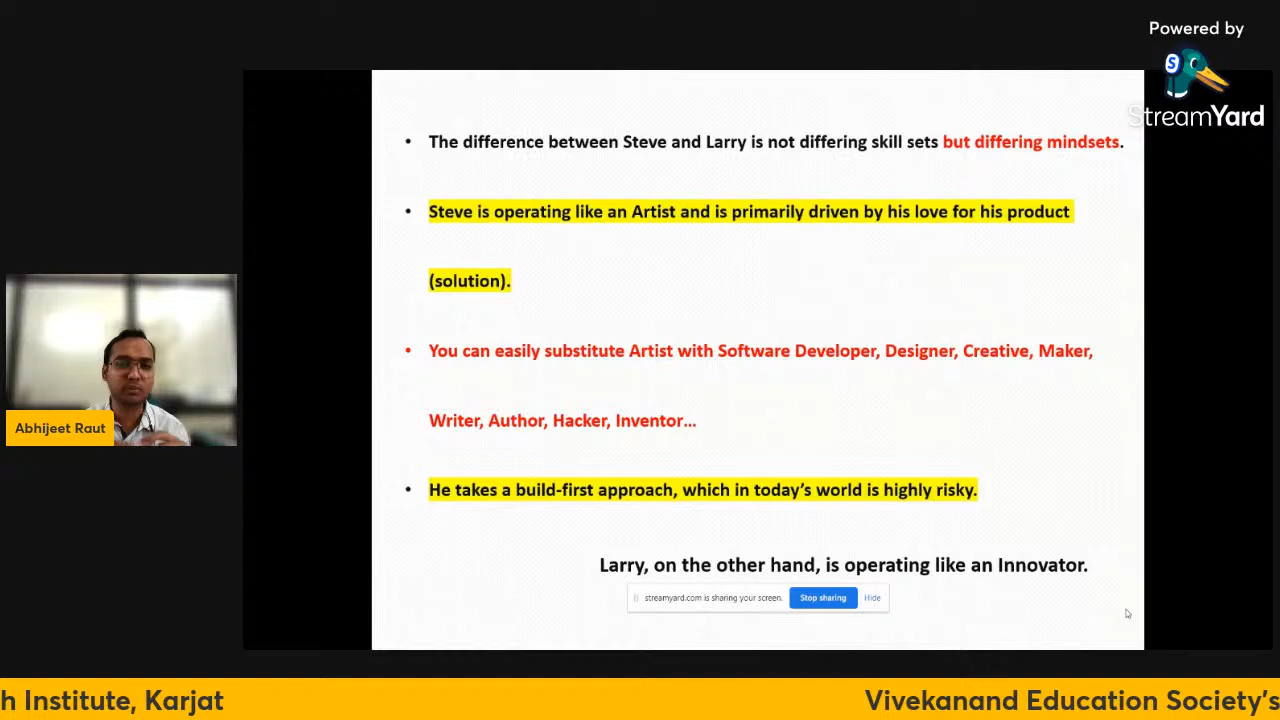 Powered by
S
StreamYard
• The difference between Steve and Larry is not differing skill sets but differing mindsets.
• Steve is operating like an Artist and is primarily driven by his love for his product
(solution).
• You can easily substitute Artist with Software Developer, Designer, Creative, Maker,
Writer, Author, Hacker, Inventor...
• He takes a build-first approach, which in today’s world is highly risky.
Larry, on the other hand, is operating like an Innovator.
streamyard.com is sharing your screen. Stop sharing Hide
Abhijeet Raut
h Institute, Karjat Vivekanand Education Society's